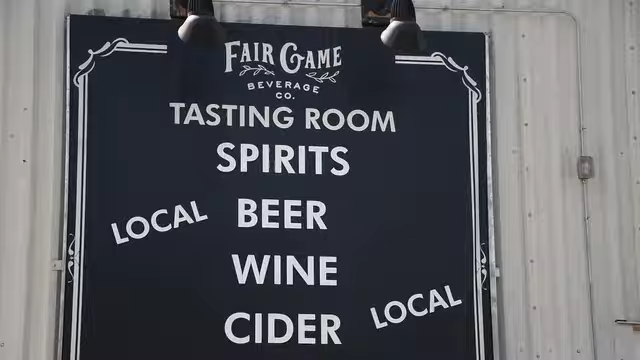 FAIR GAME
BEVERAGE
CO.
TASTING ROOM
SPIRITS
LOCAL BEER
WINE
CIDER LOCAL